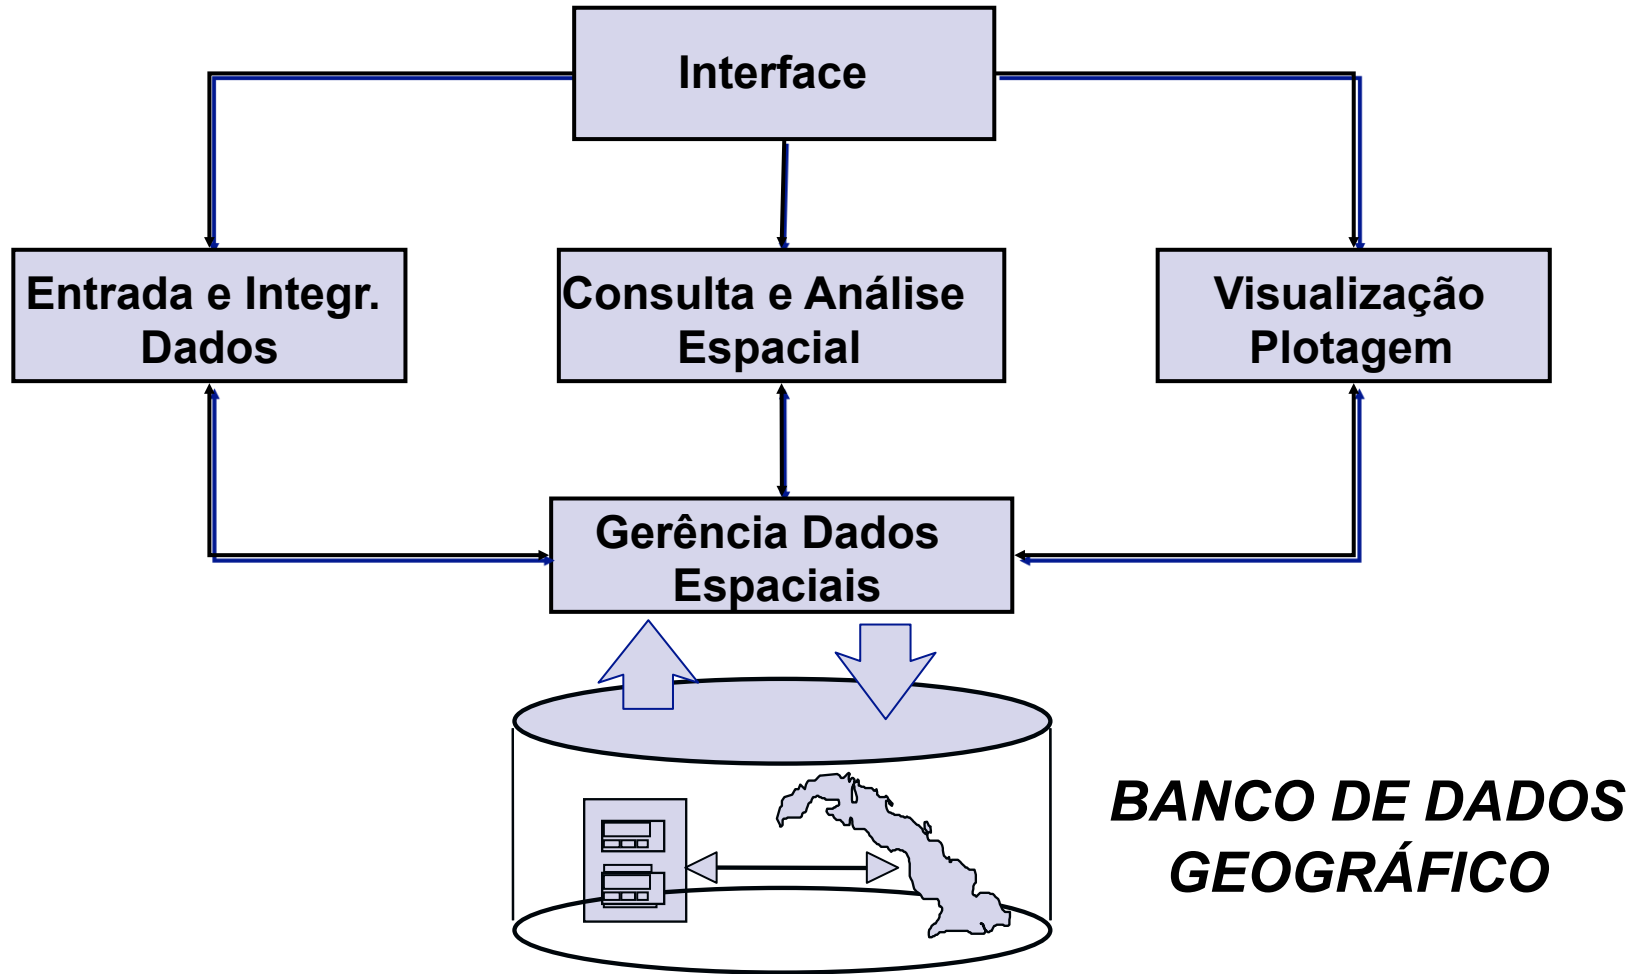 Interface
Entrada e Integr.
Dados
Consulta e Análise
Espacial
Visualização
Plotagem
Gerência Dados
Espaciais
BANCO DE DADOS
GEOGRÁFICO